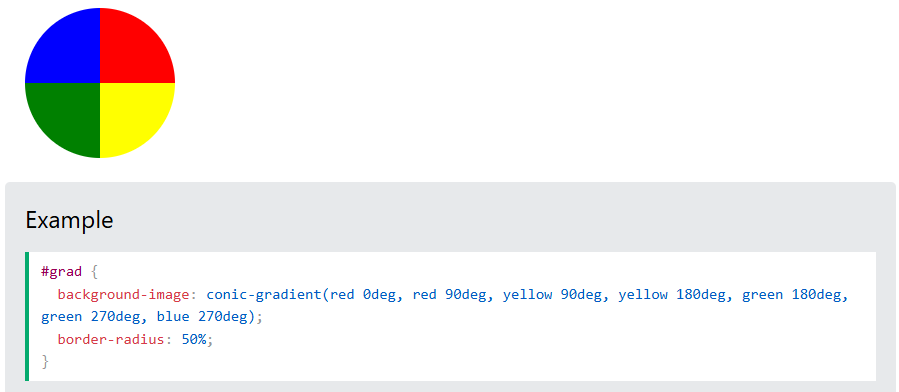 Example
#grad {
  background-image: conic-gradient(red 0deg, red 90deg, yellow 90deg, yellow 180deg, green 180deg,
green 270deg, blue 270deg);
  border-radius: 50%;
}